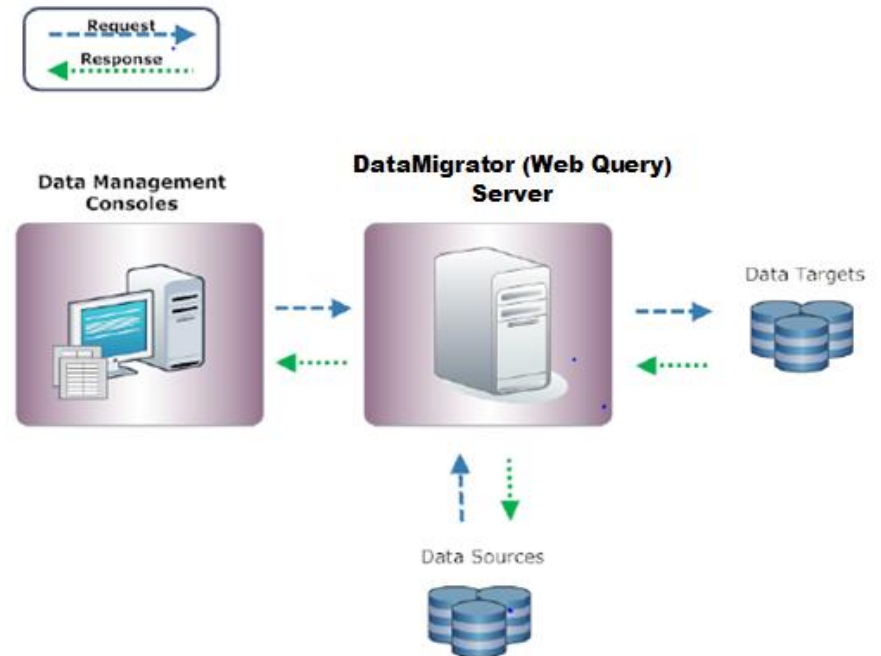 Request
Response
Data Management
Consoles
DataMigrator (Web Query)
Server
Data Targets
Data Sources